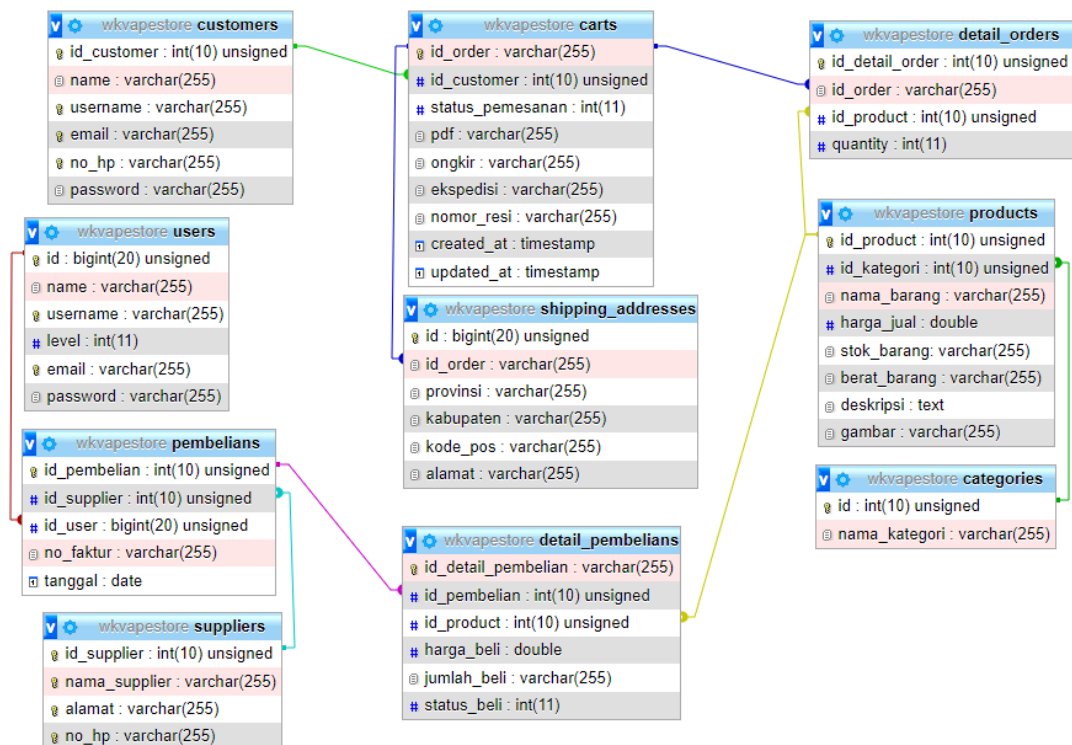 wkvapestore customers
id_customer : int(10) unsigned
name : varchar(255)
username : varchar(255)
email : varchar(255)
no_hp : varchar(255)
password : varchar(255)
wkvapestore users
id : bigint(20) unsigned
name : varchar(255)
username : varchar(255)
level : int(11)
email : varchar(255)
password : varchar(255)
wkvapestore pembelians
id_pembelian : int(10) unsigned
id_supplier : int(10) unsigned
id_user : bigint(20) unsigned
no_faktur : varchar(255)
tanggal : date
wkvapestore suppliers
id_supplier : int(10) unsigned
nama_supplier : varchar(255)
alamat : varchar(255)
no_hp : varchar(255)
wkvapestore carts
id_order : varchar(255)
id_customer : int(10) unsigned
status_pemesanan : int(11)
pdf : varchar(255)
ongkir : varchar(255)
ekspedisi : varchar(255)
nomor_resi : varchar(255)
created_at : timestamp
updated_at : timestamp
wkvapestore shipping_addresses
id : bigint(20) unsigned
id_order : varchar(255)
provinsi : varchar(255)
kabupaten : varchar(255)
kode_pos : varchar(255)
alamat : varchar(255)
wkvapestore detail_pembelians
id_detail_pembelian : varchar(255)
id_pembelian : int(10) unsigned
id_product : int(10) unsigned
harga_beli : double
jumlah_beli : varchar(255)
status_beli : int(11)
wkvapestore detail_orders
id_detail_order : int(10) unsigned
id_order : varchar(255)
id_product : int(10) unsigned
quantity : int(11)
wkvapestore products
id_product : int(10) unsigned
id_kategori : int(10) unsigned
nama_barang : varchar(255)
harga_jual : double
stok_barang: varchar(255)
berat_barang : varchar(255)
deskripsi : text
gambar : varchar(255)
wkvapestore categories
id : int(10) unsigned
nama_kategori : varchar(255)